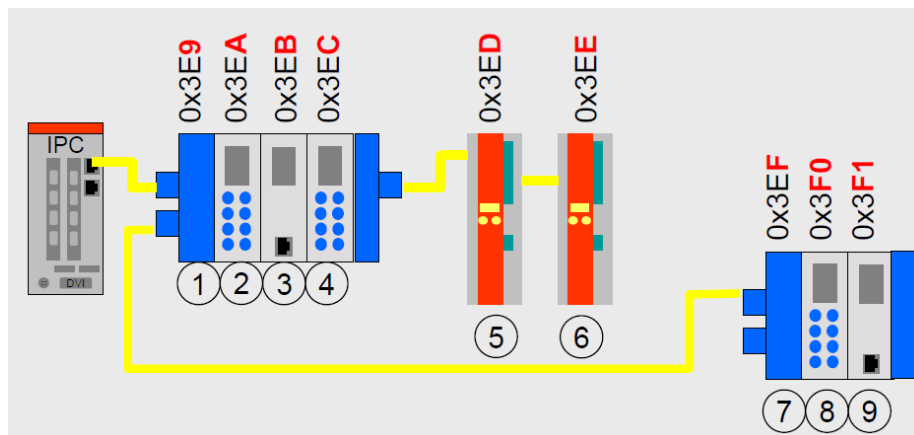 0x3E9
0x3EA
0x3EB
0x3EC
0x3ED
0x3EE
IPC
DVI
1
2
3
4
5
6
0x3EF
0x3F0
0x3F1
7
8
9